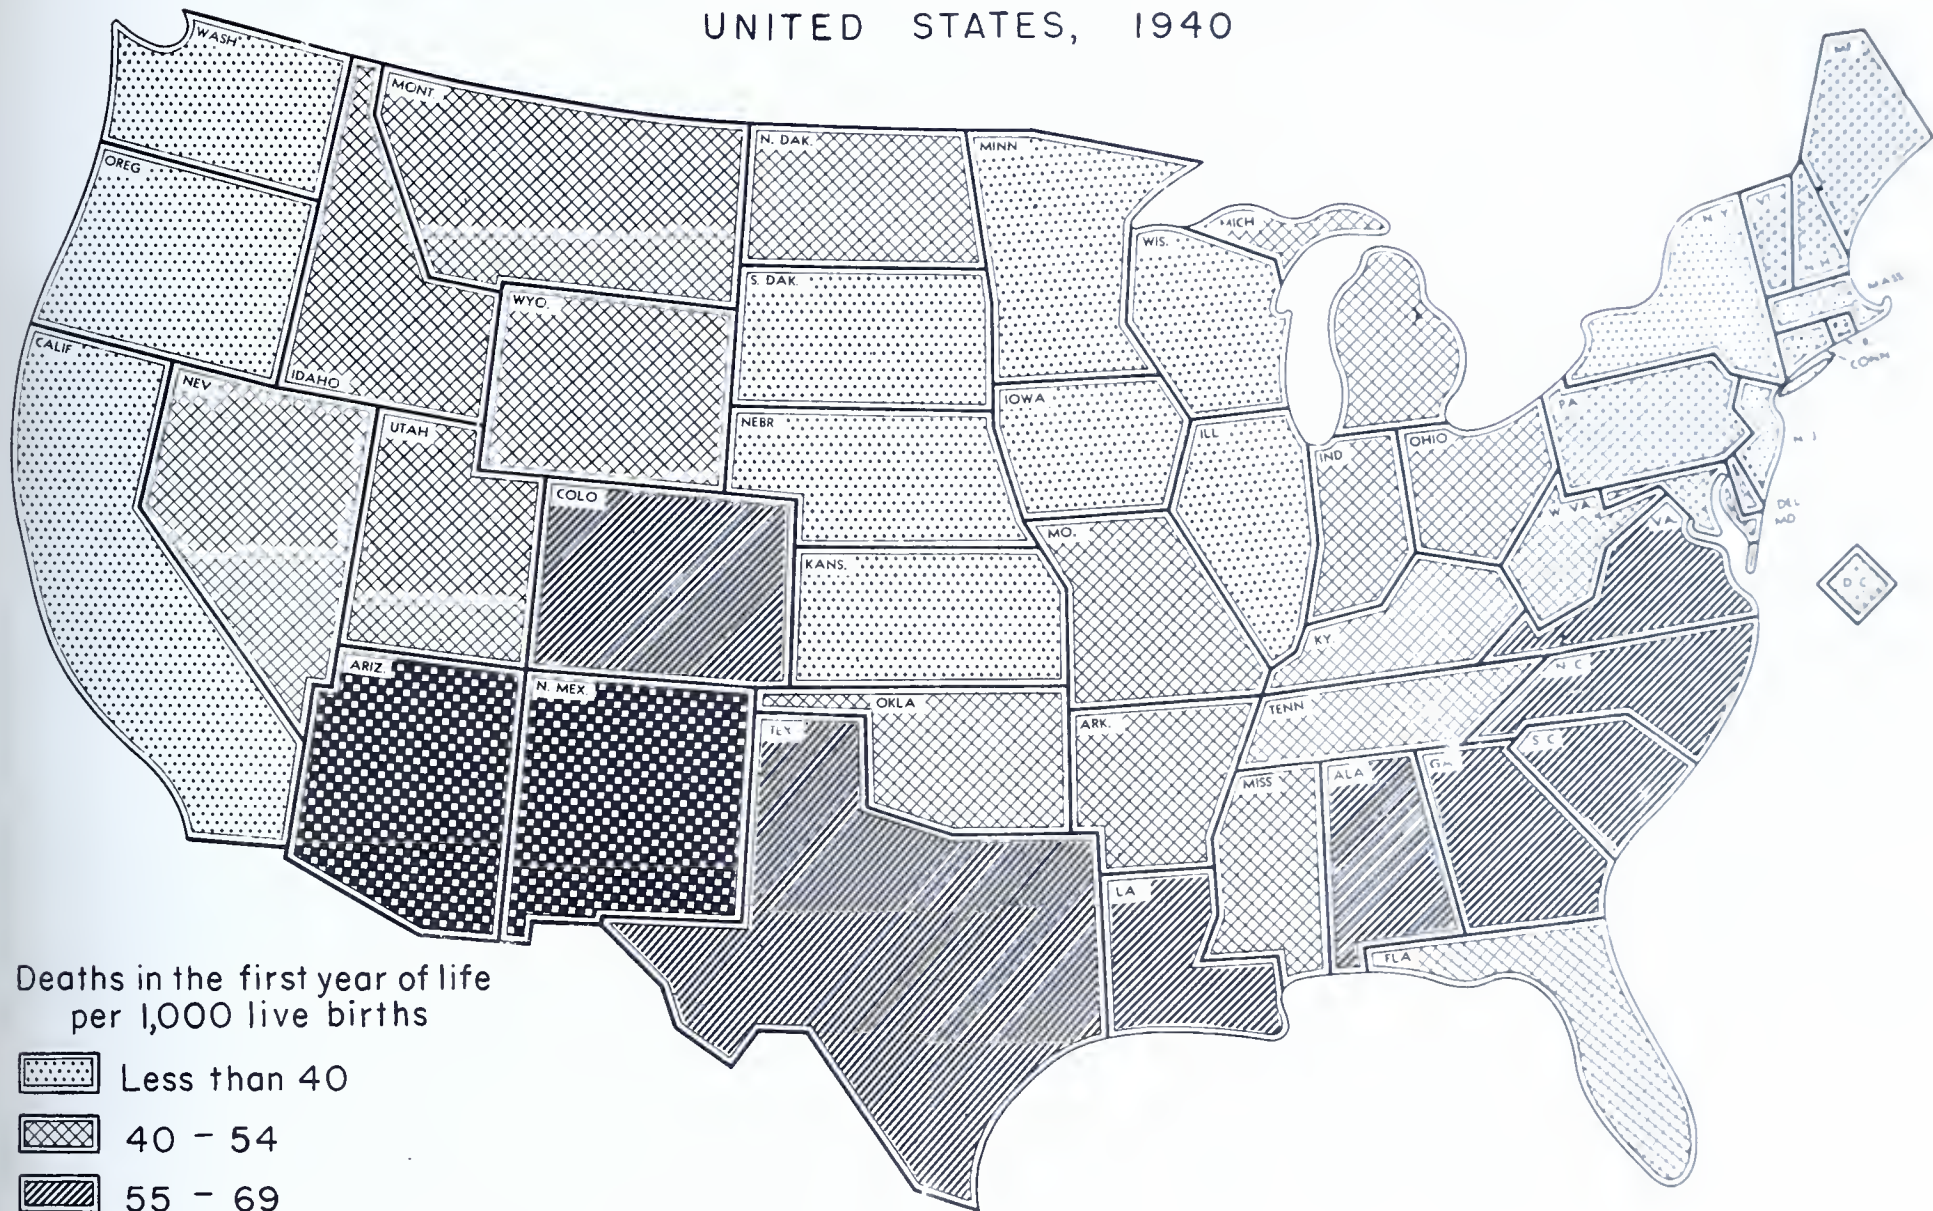 UNITED STATES, 1940
WASH
MONT
N. DAK.
MINN
OREG
MICH
WIS.
S. DAK.
WYO.
CALIF
NEV
IDAHO
UTAH
NEBR
IOWA
ILL
IND
OHIO
PA
N Y
N H
MASS
CONN
N J
DEL
MD
D C
COLO
KANS.
MO.
W VA
VA.
KY.
ARIZ.
N. MEX.
OKLA
TEX
ARK.
TENN
N C
S C
MISS
ALA
GA
LA
FLA
Deaths in the first year of life
per 1,000 live births
Less than 40
40 - 54
55 - 69